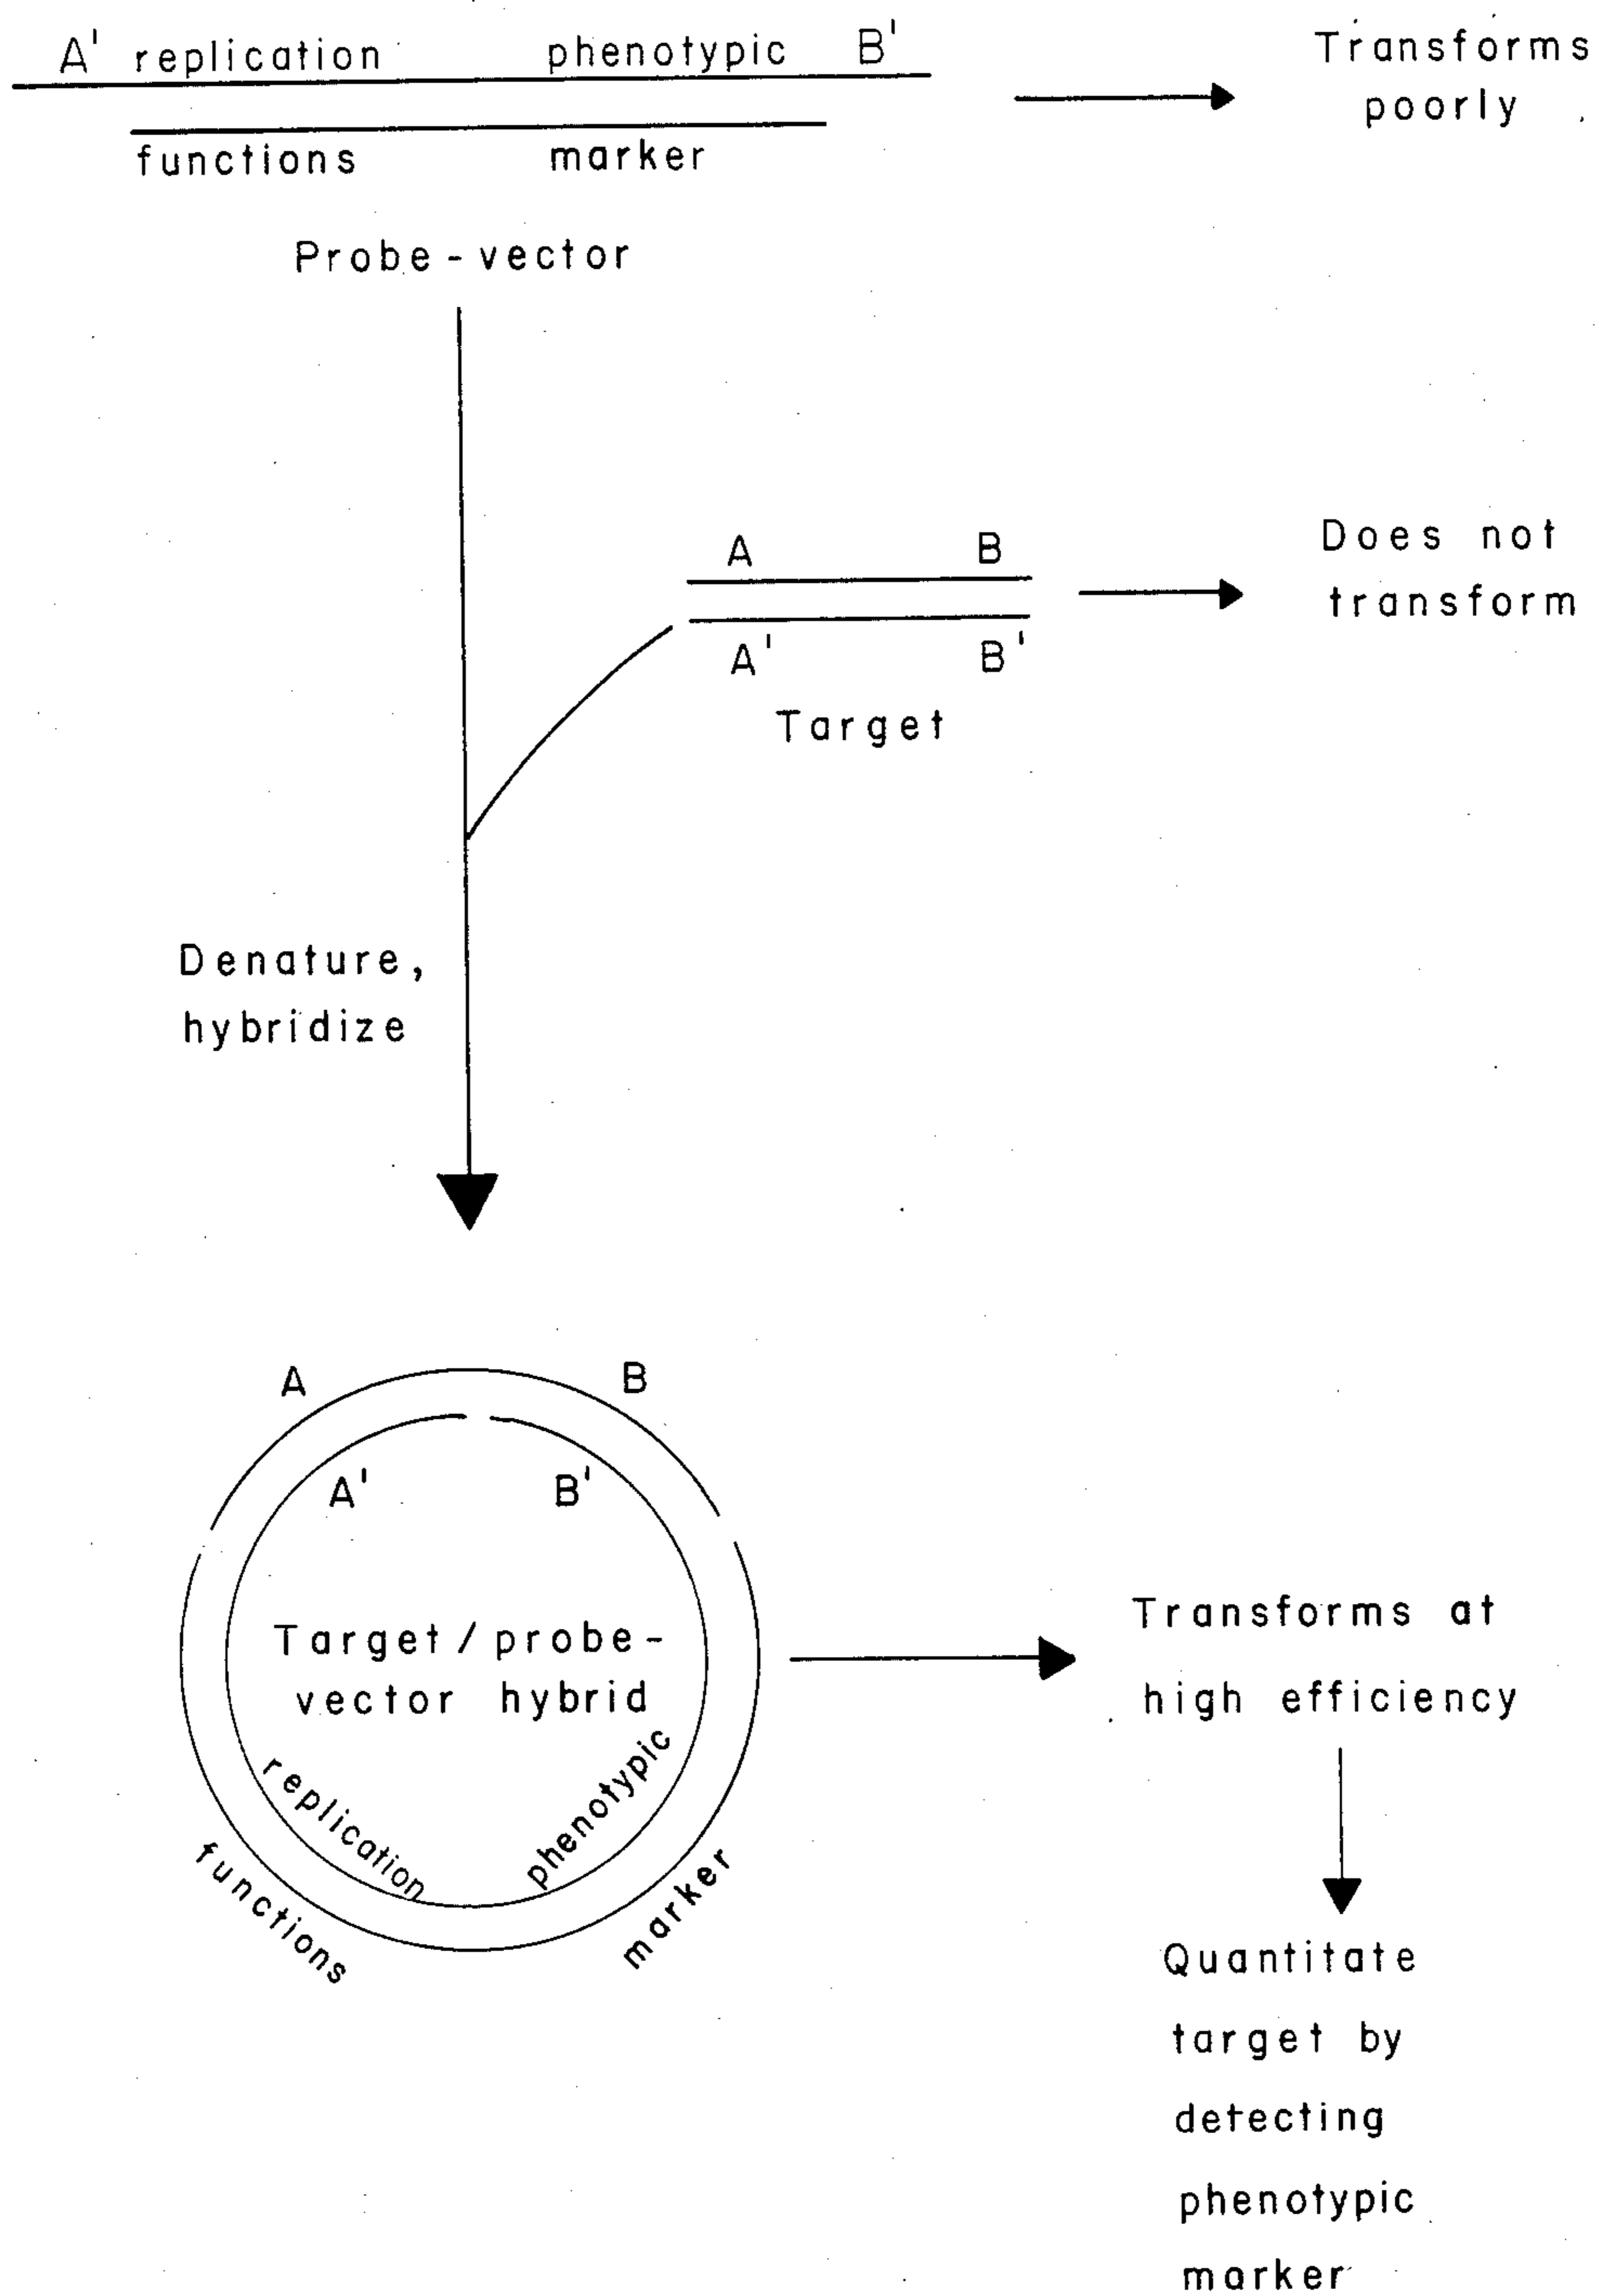 A' replication phenotypic B'
functions marker
Transforms
poorly
Probe-vector
A B
A' B'
Target
Does not
transform
Denature,
hybridize
A B
A' B'
Target/probe-
vector hybrid
replication phenotypic
functions marker
Transforms at
high efficiency
Quantitate
target by
detecting
phenotypic
marker